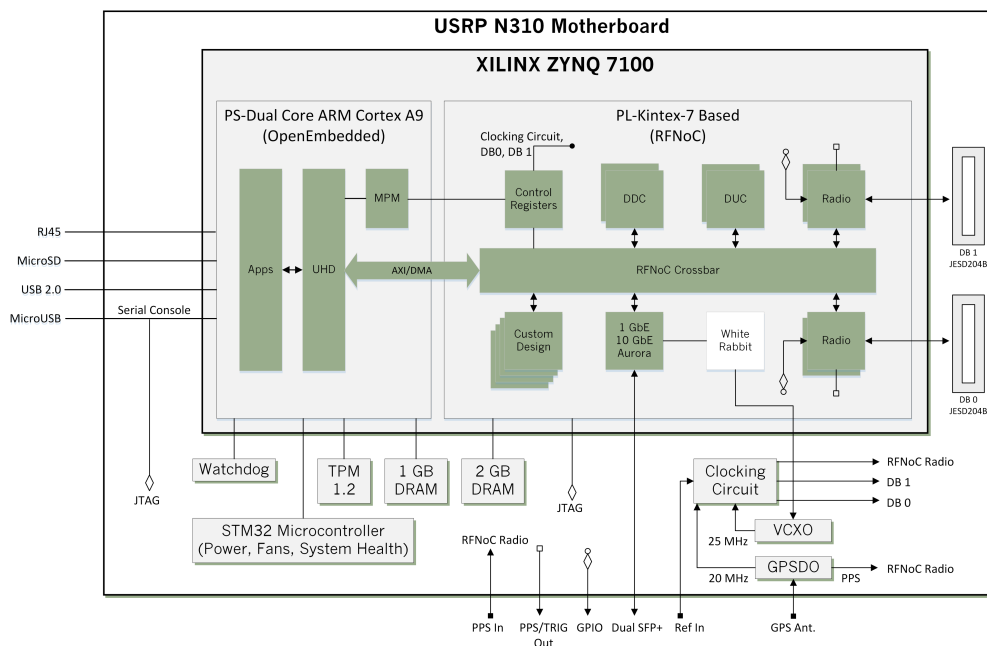 USRP N310 Motherboard
XILINX ZYNQ 7100
PS-Dual Core ARM Cortex A9
(OpenEmbedded)
PL-Kintex-7 Based
(RFNoC)
Clocking Circuit,
DB0, DB 1
MPM
Control
Registers
DDC
DUC
Radio
DB 1
JESD204B
RJ45
MicroSD
USB 2.0
MicroUSB
Serial Console
Apps
UHD
AXI/DMA
RFNoC Crossbar
Custom
Design
1 GbE
10 GbE
Aurora
White
Rabbit
Radio
DB 0
JESD204B
JTAG
Watchdog
TPM
1.2
1 GB
DRAM
2 GB
DRAM
JTAG
STM32 Microcontroller
(Power, Fans, System Health)
Clocking
Circuit
RFNoC Radio
DB 1
DB 0
25 MHz
VCXO
20 MHz
GPSDO
PPS
RFNoC Radio
RFNoC Radio
PPS In
PPS/TRIG
Out
GPIO
Dual SFP+
Ref In
GPS Ant.